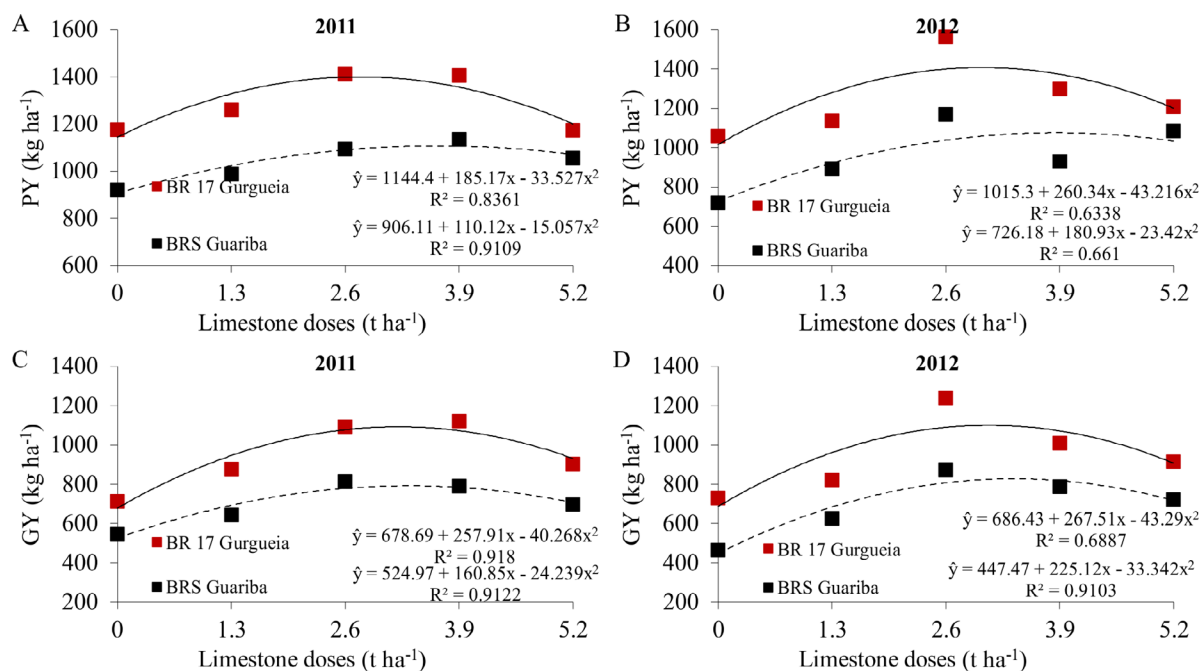 A
2011
1600
1400
1200
1000
800
600
PY (kg ha⁻¹)
BR 17 Gurgueia
ŷ = 1144.4 + 185.17x - 33.527x²
R² = 0.8361
BRS Guariba
ŷ = 906.11 + 110.12x - 15.057x²
R² = 0.9109
0 1.3 2.6 3.9 5.2
Limestone doses (t ha⁻¹)
B
2012
1600
1400
1200
1000
800
600
400
PY (kg ha⁻¹)
BR 17 Gurgueia
ŷ = 1015.3 + 260.34x - 43.216x²
R² = 0.6338
BRS Guariba
ŷ = 726.18 + 180.93x - 23.42x²
R² = 0.661
0 1.3 2.6 3.9 5.2
Limestone doses (t ha⁻¹)
C
2011
1400
1200
1000
800
600
400
200
GY (kg ha⁻¹)
BR 17 Gurgueia
ŷ = 678.69 + 257.91x - 40.268x²
R² = 0.918
BRS Guariba
ŷ = 524.97 + 160.85x - 24.239x²
R² = 0.9122
0 1.3 2.6 3.9 5.2
Limestone doses (t ha⁻¹)
D
2012
1400
1200
1000
800
600
400
200
GY (kg ha⁻¹)
BR 17 Gurgueia
ŷ = 686.43 + 267.51x - 43.29x²
R² = 0.6887
BRS Guariba
ŷ = 447.47 + 225.12x - 33.342x²
R² = 0.9103
0 1.3 2.6 3.9 5.2
Limestone doses (t ha⁻¹)